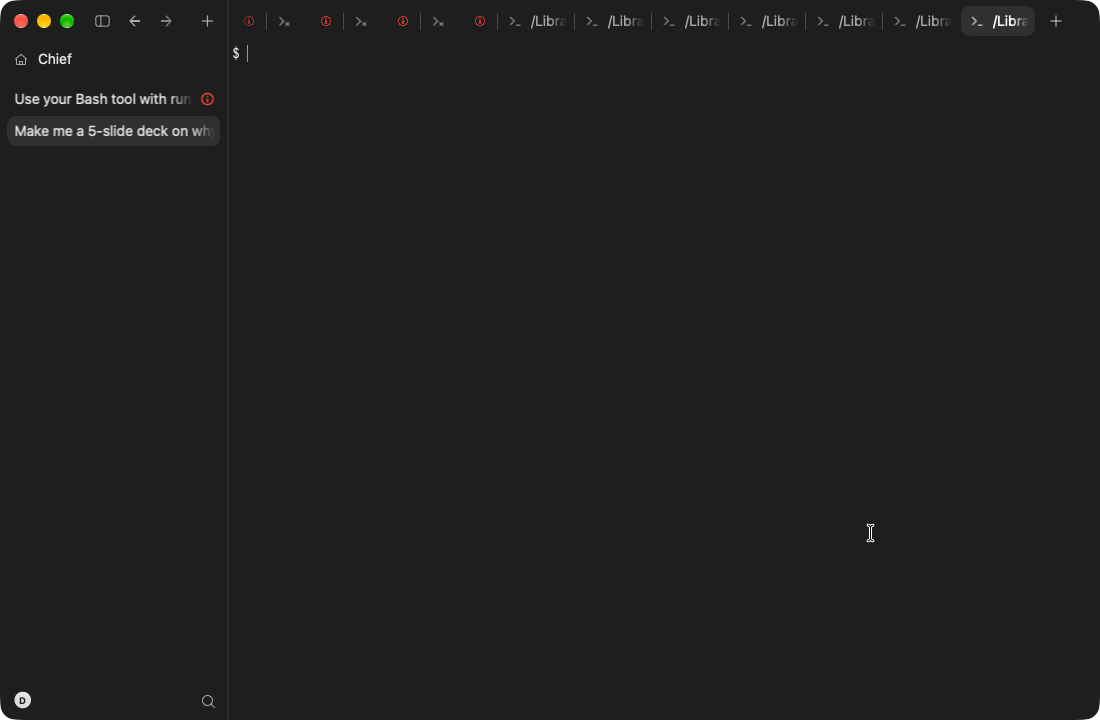 /Libra /Libra /Libra /Libra /Libra /Libra /Libra
Chief
$
Use your Bash tool with run
Make me a 5-slide deck on why
D